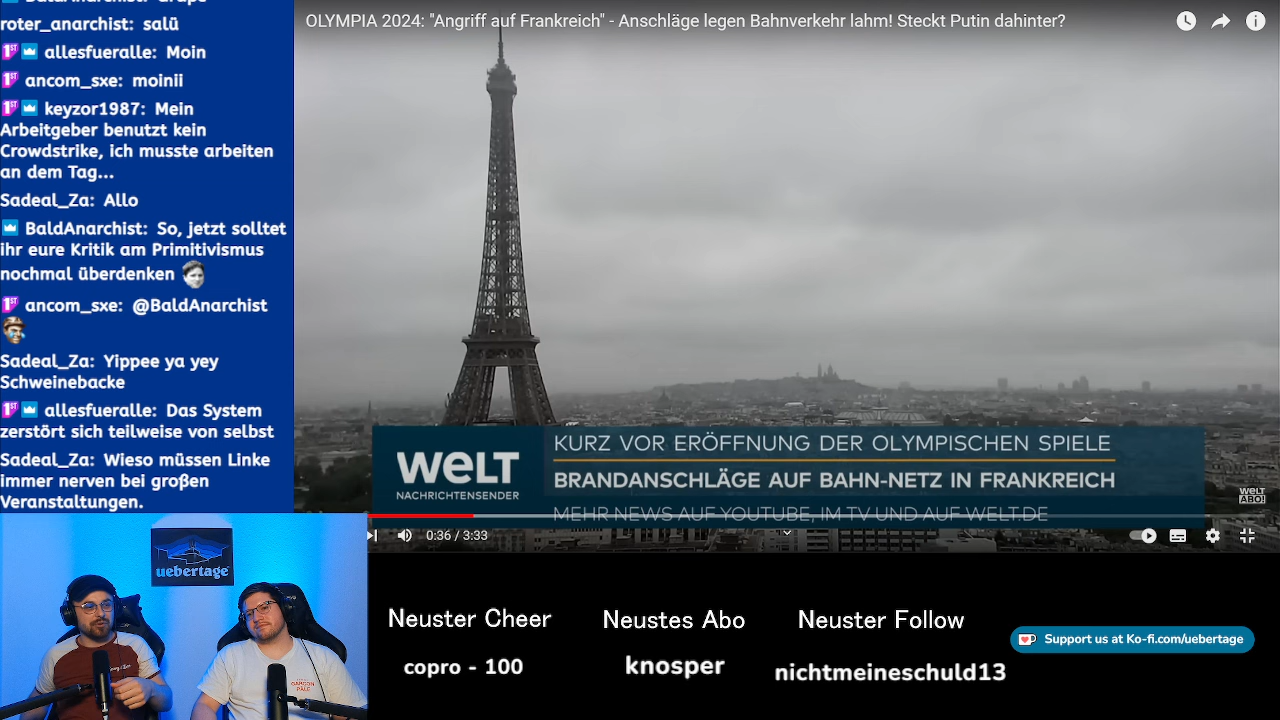 roter_anarchist: salü
allesfueralle: Moin
ancom_sxe: moinii
keyzor1987: Mein
Arbeitgeber benutzt kein
Crowdstrike, ich musste arbeiten
an dem Tag...
Sadeal_Za: Allo
BaldAnarchist: So, jetzt solltet
ihr eure Kritik am Primitivismus
nochmal überdenken
ancom_sxe: @BaldAnarchist
Sadeal_Za: Yippee ya yey
Schweinebacke
allesfueralle: Das System
zerstört sich teilweise von selbst
Sadeal_Za: Wieso müssen Linke
immer nerven bei großen
Veranstaltungen.
OLYMPIA 2024: "Angriff auf Frankreich" - Anschläge legen Bahnverkehr lahm! Steckt Putin dahinter?
WELT
NACHRICHTENSENDER
KURZ VOR ERÖFFNUNG DER OLYMPISCHEN SPIELE
BRANDANSCHLÄGE AUF BAHN-NETZ IN FRANKREICH
MEHR NEWS AUF YOUTUBE, IM TV UND AUF WELT.DE
WELT
ABO!
0:36 / 3:33
uebertage
Neuster Cheer
copro - 100
Neustes Abo
knosper
Neuster Follow
nichtmeineschuld13
Support us at Ko-fi.com/uebertage